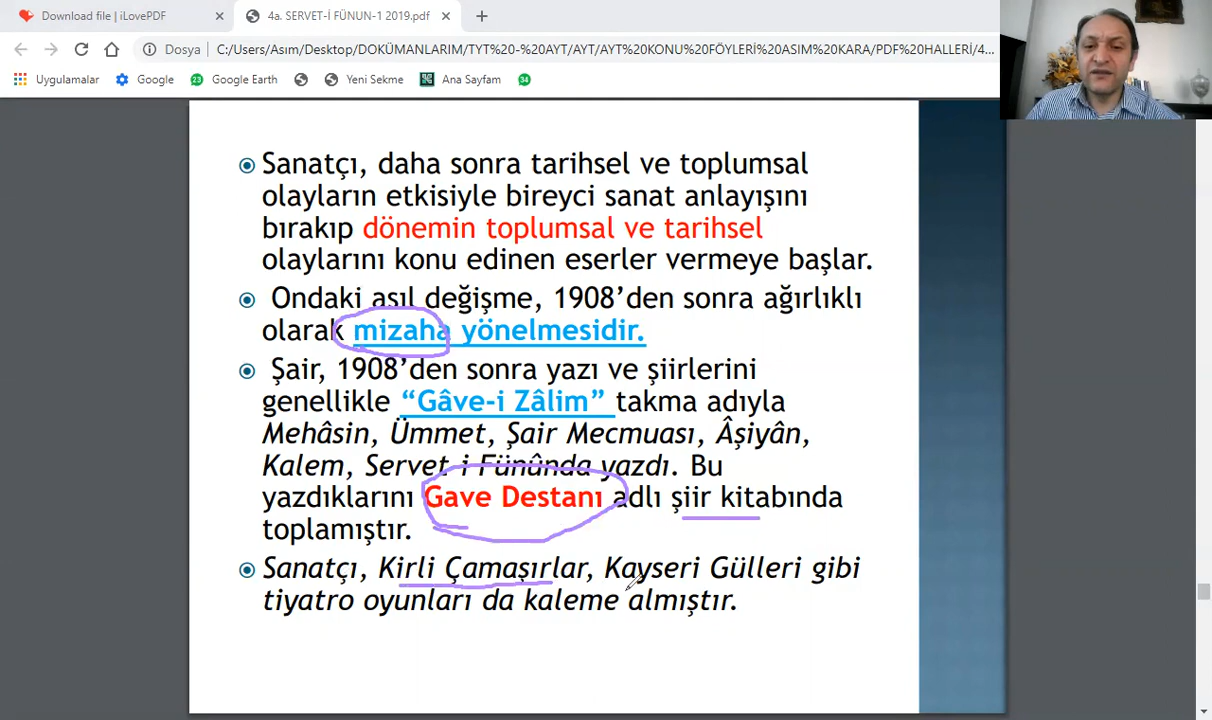 Download file | iLovePDF
4a. SERVET-İ FÜNUN-1 2019.pdf
Dosya
C:/Users/Asım/Desktop/DOKÜMANLARIM/TYT%20-%20AYT/AYT/AYT%20KONU%20FÖYLERİ%20ASIM%20KARA/PDF%20HALLERİ/4...
Uygulamalar Google 23 Google Earth Yeni Sekme Ana Sayfam 34
Sanatçı, daha sonra tarihsel ve toplumsal
olayların etkisiyle bireyci sanat anlayışını
bırakıp dönemin toplumsal ve tarihsel
olaylarını konu edinen eserler vermeye başlar.
Ondaki asıl değişme, 1908’den sonra ağırlıklı
olarak mizaha yönelmesidir.
Şair, 1908’den sonra yazı ve şiirlerini
genellikle “Gâve-i Zâlim” takma adıyla
Mehâsin, Ümmet, Şair Mecmuası, Âşiyân,
Kalem, Servet-i Fünûnda yazdı. Bu
yazdıklarını Gave Destanı adlı şiir kitabında
toplamıştır.
Sanatçı, Kirli Çamaşırlar, Kayseri Gülleri gibi
tiyatro oyunları da kaleme almıştır.